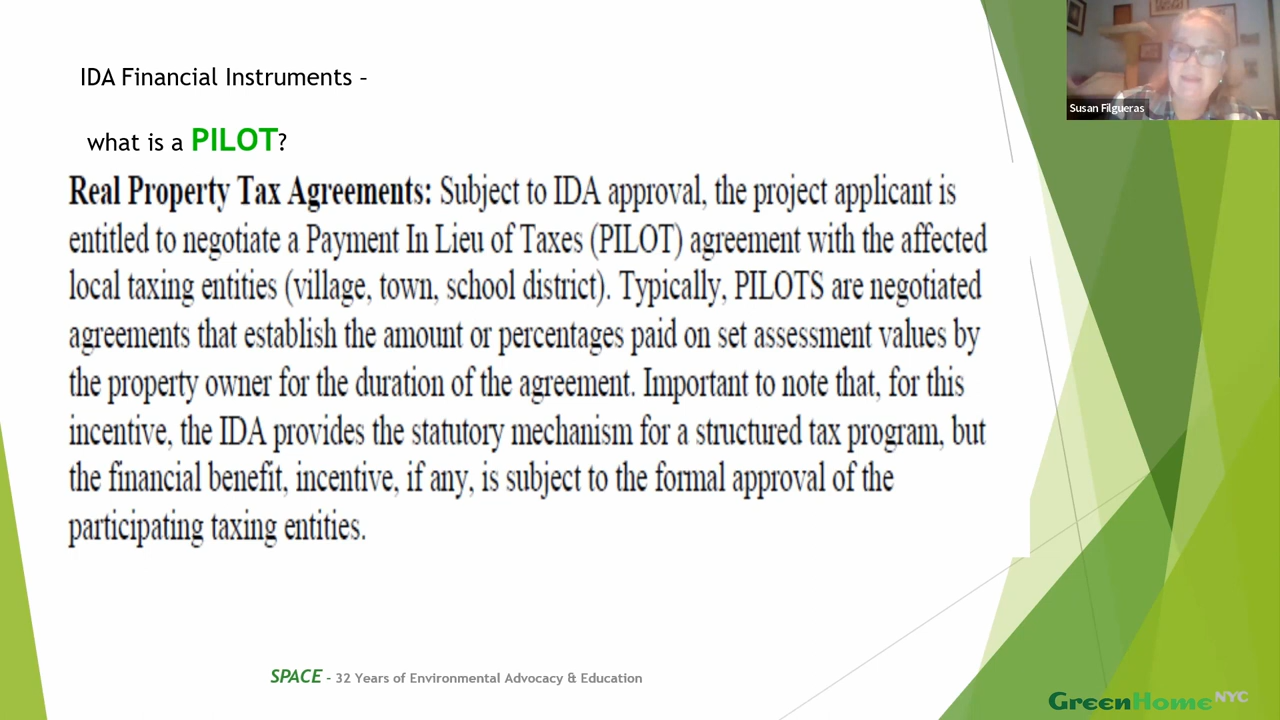 IDA Financial Instruments –
what is a PILOT?
Real Property Tax Agreements: Subject to IDA approval, the project applicant is
entitled to negotiate a Payment In Lieu of Taxes (PILOT) agreement with the affected
local taxing entities (village, town, school district). Typically, PILOTS are negotiated
agreements that establish the amount or percentages paid on set assessment values by
the property owner for the duration of the agreement. Important to note that, for this
incentive, the IDA provides the statutory mechanism for a structured tax program, but
the financial benefit, incentive, if any, is subject to the formal approval of the
participating taxing entities.
Susan Filgueras
SPACE - 32 Years of Environmental Advocacy & Education
GreenHomeNYC